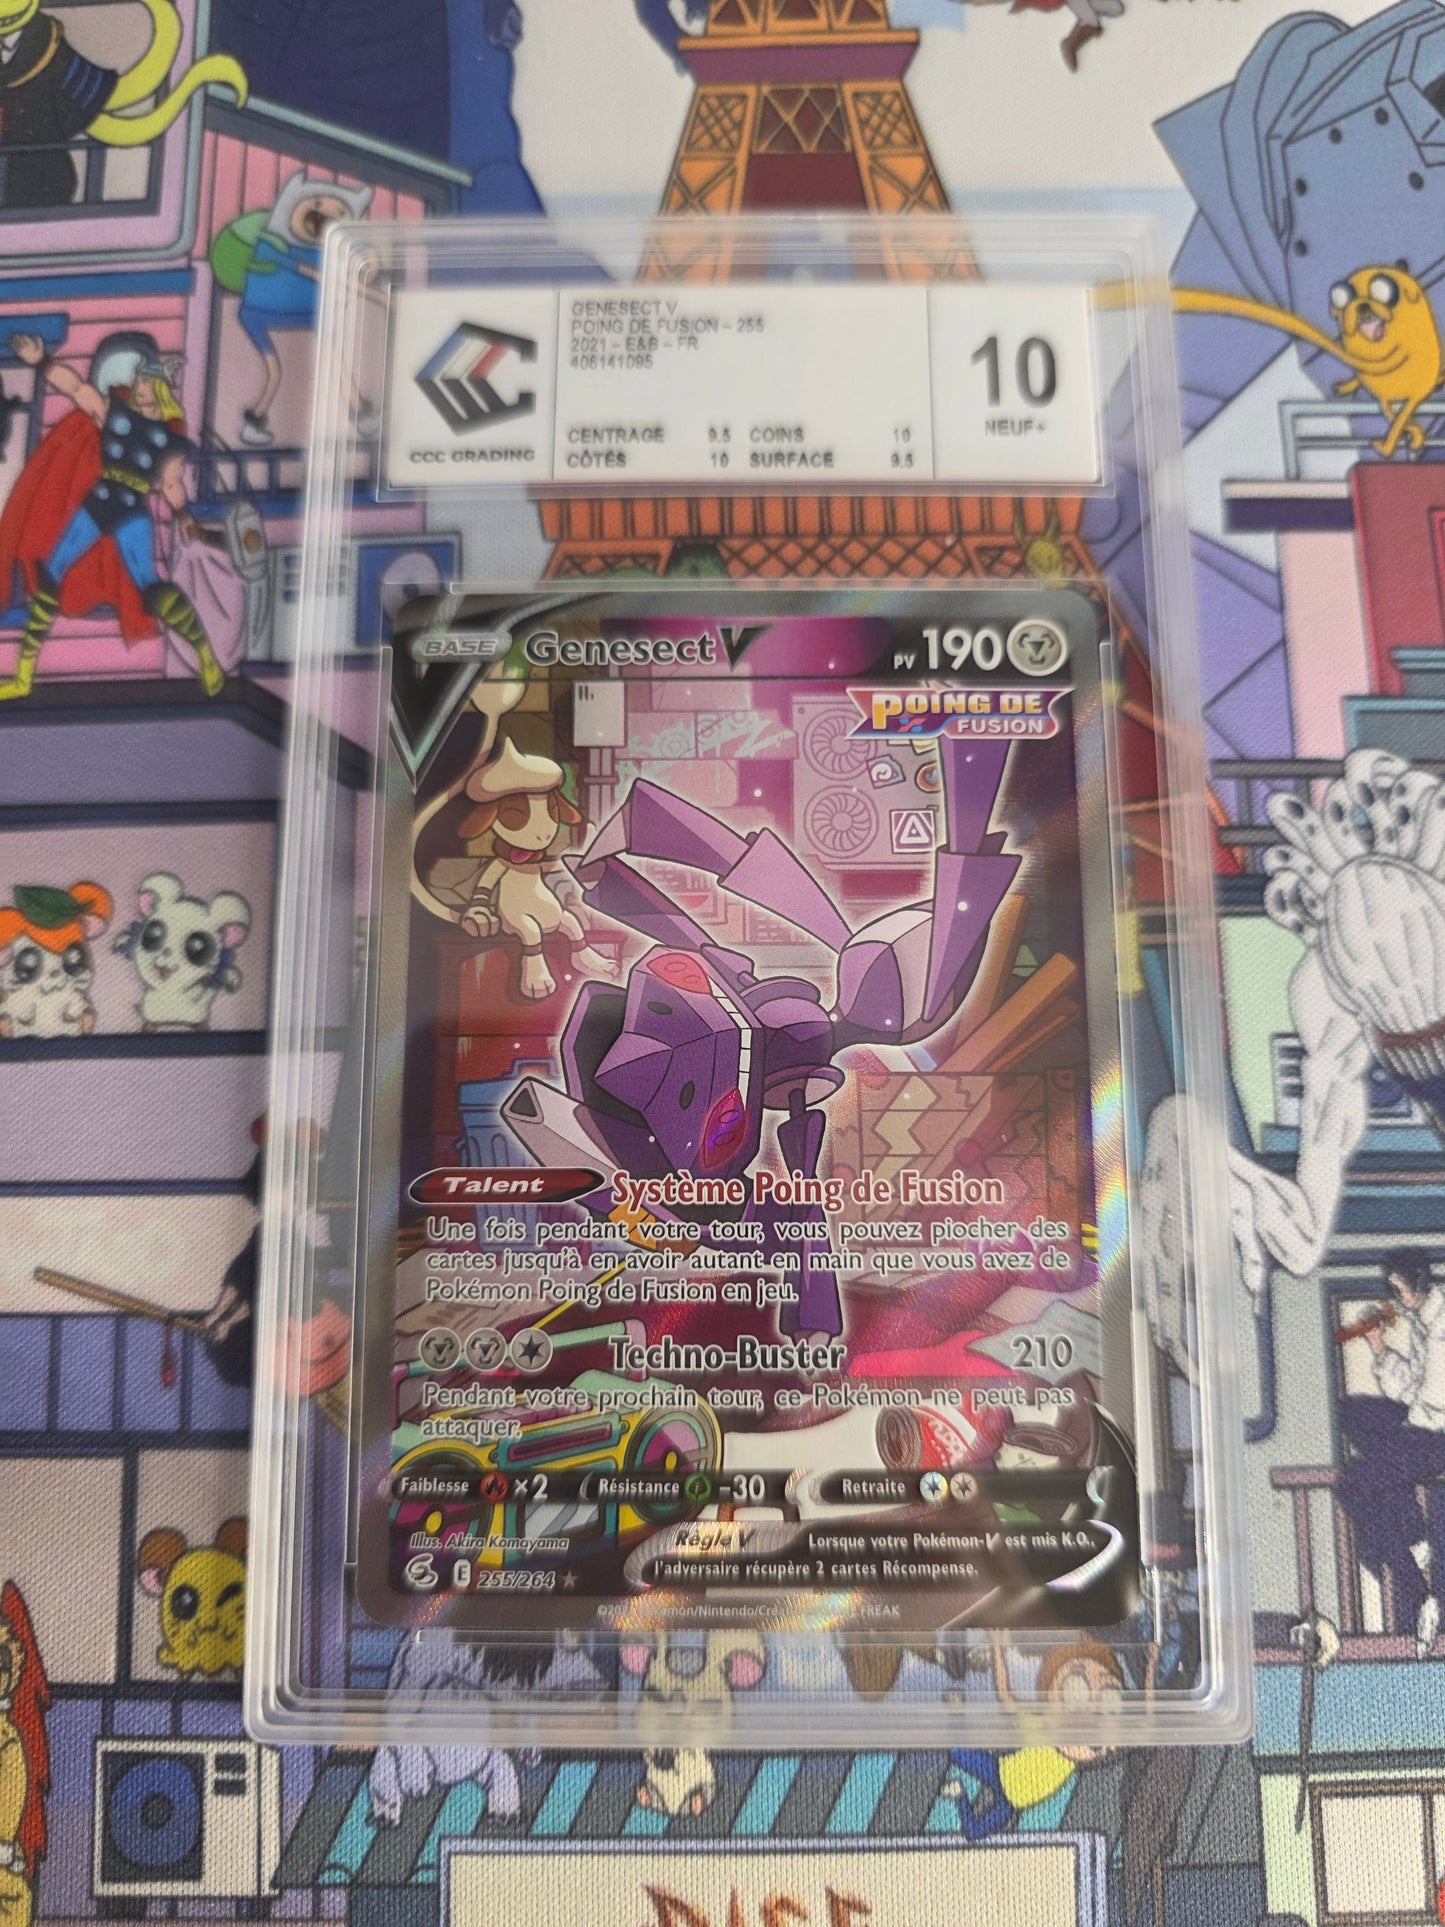 GENESECT V
POING DE FUSION - 255
2021 - E&B - FR
406141095
CENTRAGE 9.5 COINS 10
CÔTÉS 10 SURFACE 9.5
CCC GRADING
10
NEUF+
BASE Genesect V PV 190
POING DE
FUSION
Talent Système Poing de Fusion
Une fois pendant votre tour, vous pouvez piocher des
cartes jusqu'à en avoir autant en main que vous avez de
Pokémon Poing de Fusion en jeu.
Techno-Buster 210
Pendant votre prochain tour, ce Pokémon ne peut pas
attaquer.
Faiblesse ×2 Résistance -30 Retraite
Illus. Akira Komayama
Règle V Lorsque votre Pokémon-V est mis K.O.,
l'adversaire récupère 2 cartes Récompense.
E 255/264
Pokémon/Nintendo/ FREAK